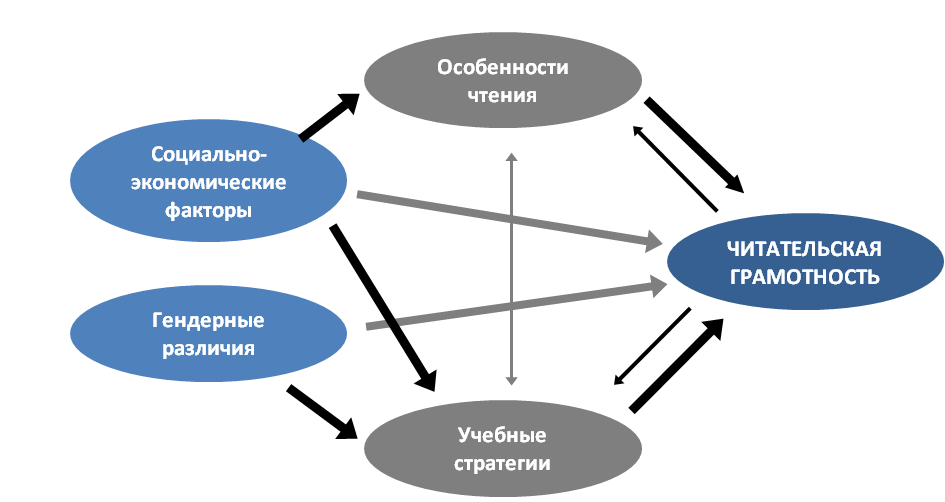 Особенности
чтения
Социально-
экономические
факторы
ЧИТАТЕЛЬСКАЯ
ГРАМОТНОСТЬ
Гендерные
различия
Учебные
стратегии